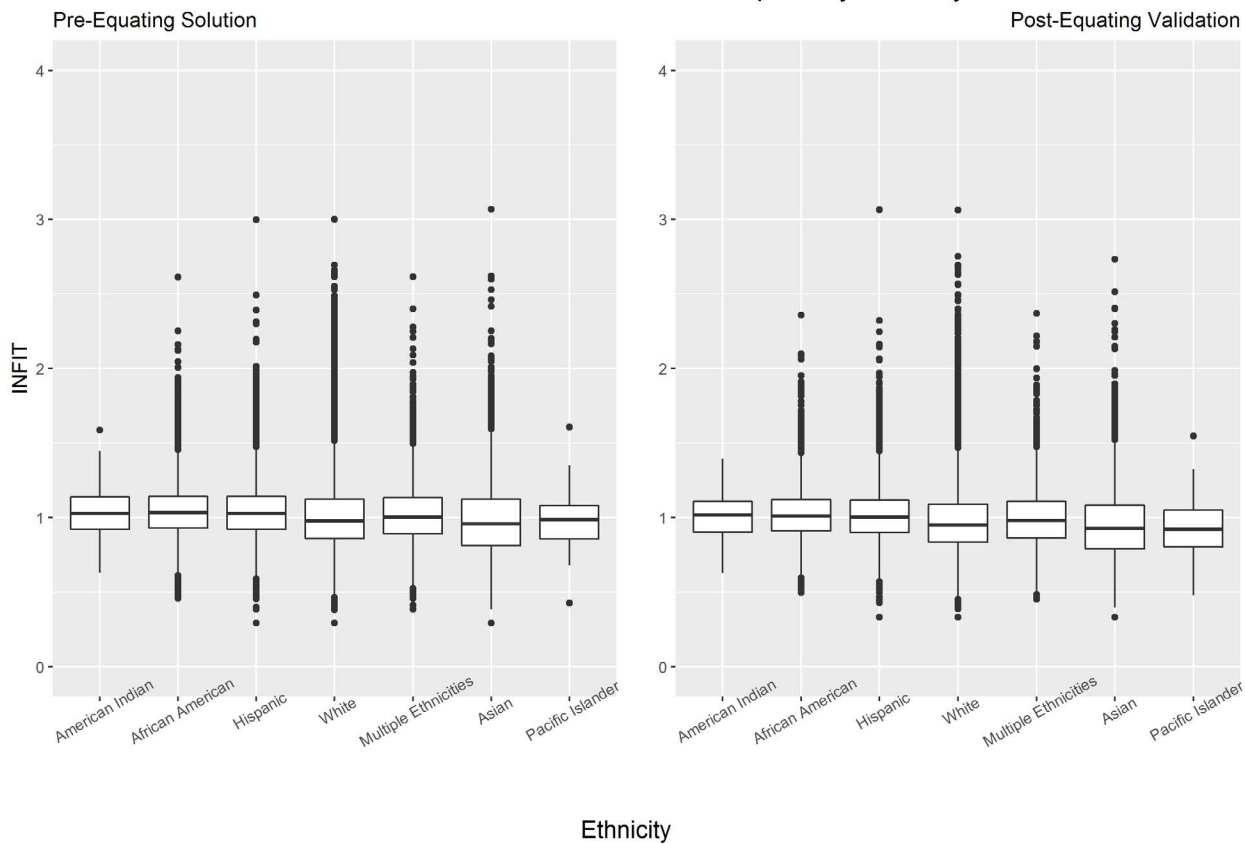 Pre-Equating Solution
Post-Equating Validation
INFIT
4
3
2
1
0
4
3
2
1
0
American Indian
African American
Hispanic
White
Multiple Ethnicities
Asian
Pacific Islander
American Indian
African American
Hispanic
White
Multiple Ethnicities
Asian
Pacific Islander
Ethnicity